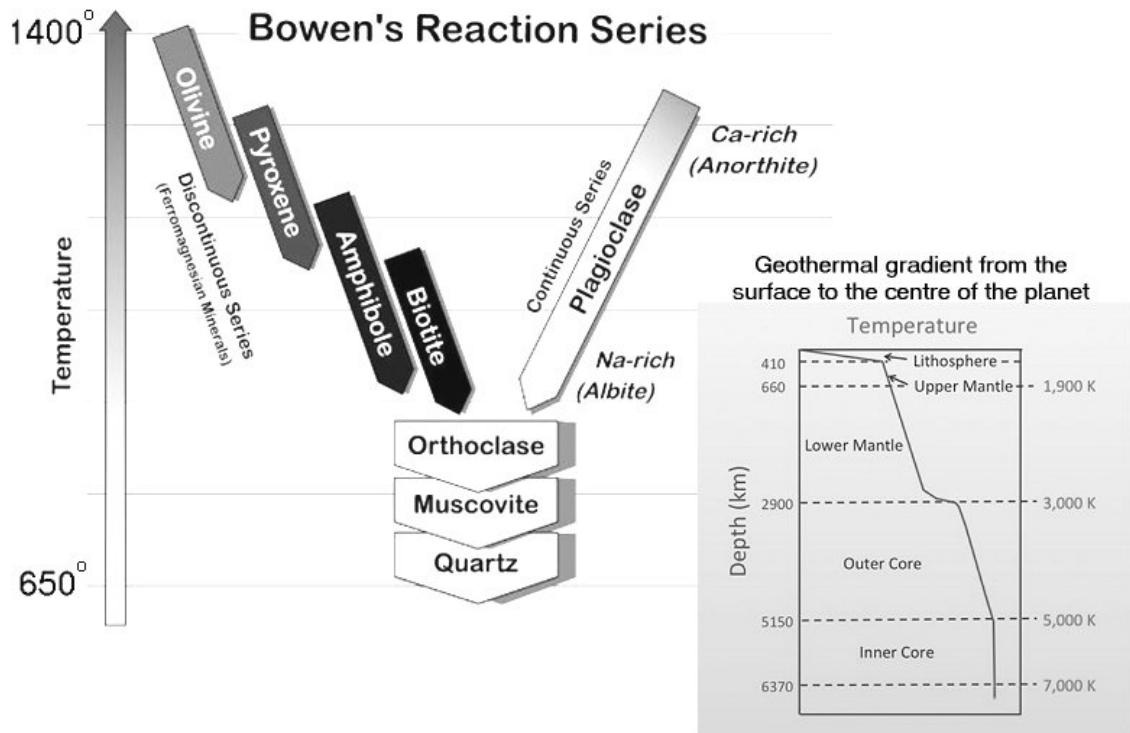 Bowen's Reaction Series
1400°
Temperature
650°
Olivine
Pyroxene
Amphibole
Biotite
Discontinuous Series
(Ferromagnesian Minerals)
Continuous Series
Plagioclase
Ca-rich
(Anorthite)
Na-rich
(Albite)
Orthoclase
Muscovite
Quartz
Geothermal gradient from the
surface to the centre of the planet
Temperature
Depth (km)
410
Lithosphere
660
Upper Mantle
1,900 K
Lower Mantle
2900
3,000 K
Outer Core
5150
5,000 K
Inner Core
6370
7,000 K